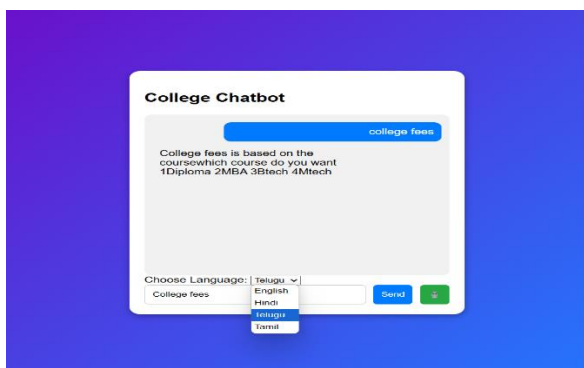 College Chatbot
college fees
College fees is based on the
coursewhich course do you want
1Diploma 2MBA 3Btech 4Mtech
Choose Language: Telugu
English
Hindi
Telugu
Tamil
College fees
Send